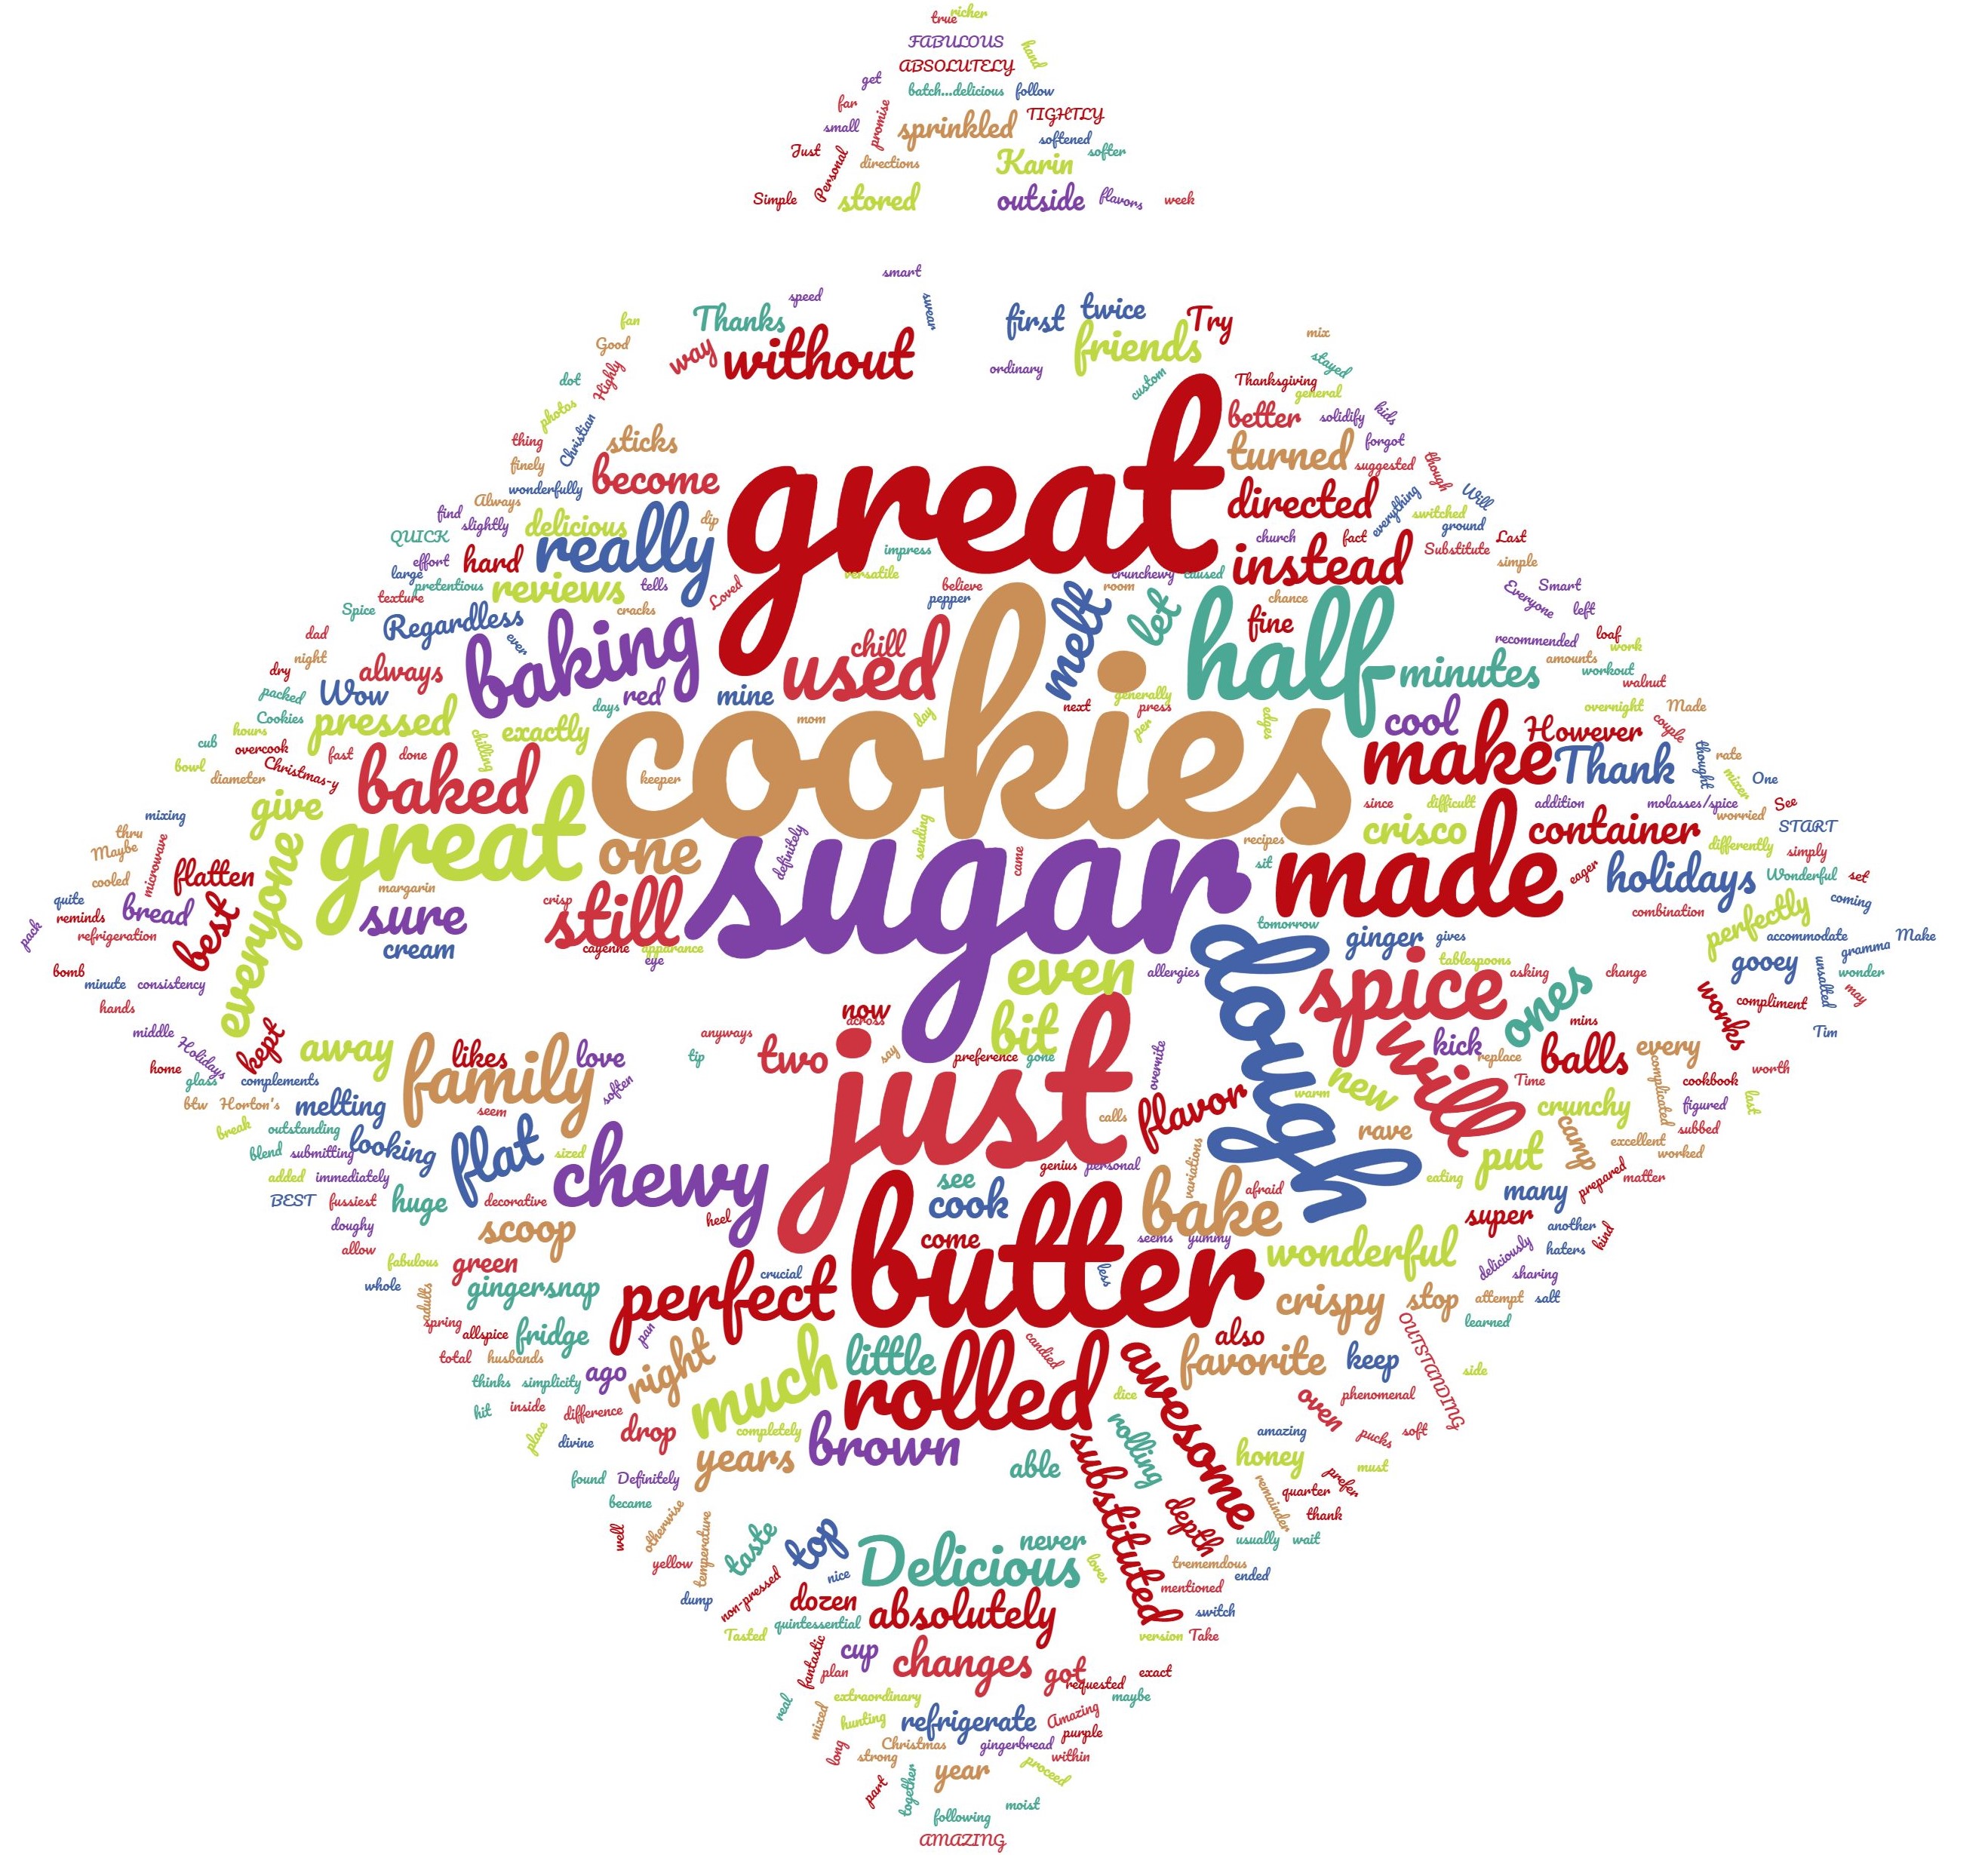 true richer
FABULOUS hand
ABSOLUTELY
get batch...delicious follow
far promise TIGHTLY
small sprinkled softened
Just Personal directions Karin softer
Simple stored outside flavors week
smart
speed swear
fan Thanks first twice Try
Good way without friends mix
Highly ordinary stayed
dot custom Thanksgiving general
photos Christian great better solidify kids
thing sticks turned forgot
finely become suggested though
wonderfully directed everything Will
Always switched
find slightly delicious really dip ground
QUICK hard impress church fact Substitute Last
effort instead simple
large pretentious reviews tells Loved versatile believe crunchewy caused Smart
texture cracks pepper room chance Everyone left
Spice Regardless ever melt let half fine
dad baking used chill recommended loaf work
night amounts
dry always minutes workout walnut
packed Wow red mine generally
Cookies pressed exactly days mom day next press cookies edges cool overnight Made
hours chilling per make However couple
cub overcook fast done baked thought rate
bowl Christmas-y keeper Thank mixer One
diameter
mixing give great since difficult addition molasses/spice See
thru everyone one definitely sending sugar recipes crisco container worried START
Maybe microwave came sit made differently simply
cooled flatten margarin eager holidays Wonderful set
quite bread best sure crisp still combination perfectly coming
reminds
pack refrigeration cream cayenne apparance tomorrow ginger gives accommodate Make
eye even allergies dough tablespoons gramma
bomb gooey unsalted wonder
minute consistency spice asking change ones works compliment may
hands now bit mins Tim
middle Holidays kept away family likes love anyways across just kick balls every
home tip two say preference gone overnite will replace worth
glass complements soften Time complicated cookbook
btw Horton's melting seem calls flavor warm new crunchy figured last
break outstanding looking flat rave camp excellent subbed
blend submitting sized chewy genius personal variations put worked
added immediately see bake afraid eating prepared matter
BEST fussiest huge decorative cook many
doughy scoop heel come super another kind
allow seems yummy wonderful haters
fabulous green crucial butter less deliciously sharing
whole adults gingersnap perfect crispy stop attempt salt
spring allspice fridge pan learned
total husbands right much little rolled candied awesome also favorite keep OUTSTANDING side
thinks simplicity ago dice oven phenomenal
hit inside difference
place divine drop completely brown rolling amazing pucks soft
found Definitely years able substituted honey must
became remainder quarter prefer
well otherwise temperature taste top depth thank
yellow Delicious never usually wait
dump non-pressed nice loves trememdous ended
dozen mentioned
quintessential absolutely switch
Tasted fantastic cup version Take
plan changes got requested exact
real extraordinary maybe
mixed hunting refrigerate Amazing
long Christmas gingerbread purple
strong within
part together year proceed
following moist
AMAZING